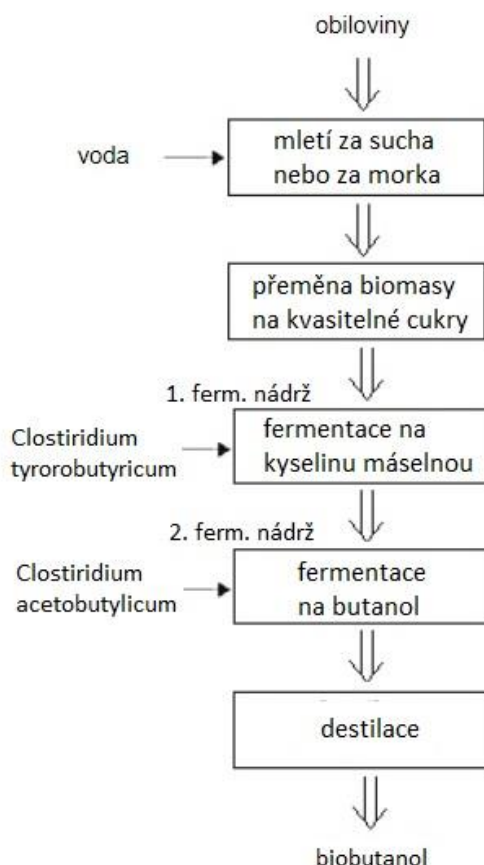 obiloviny
voda
mletí za sucha
nebo za morka
přeměna biomasy
na kvasitelné cukry
1. ferm. nádrž
Clostiridium
tyrorobutyricum
fermentace na
kyselinu máselnou
2. ferm. nádrž
Clostiridium
acetobutylicum
fermentace
na butanol
destilace
biobutanol